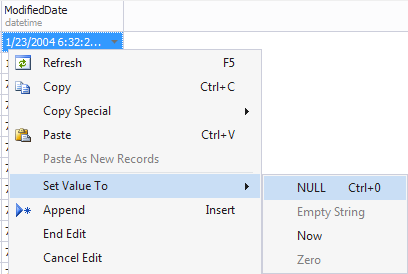 ModifiedDate
datetime
1/23/2004 6:32:2...
Refresh F5
Copy Ctrl+C
Copy Special
Paste Ctrl+V
Paste As New Records
Set Value To
NULL Ctrl+0
Append Insert
Empty String
End Edit
Now
Cancel Edit
Zero